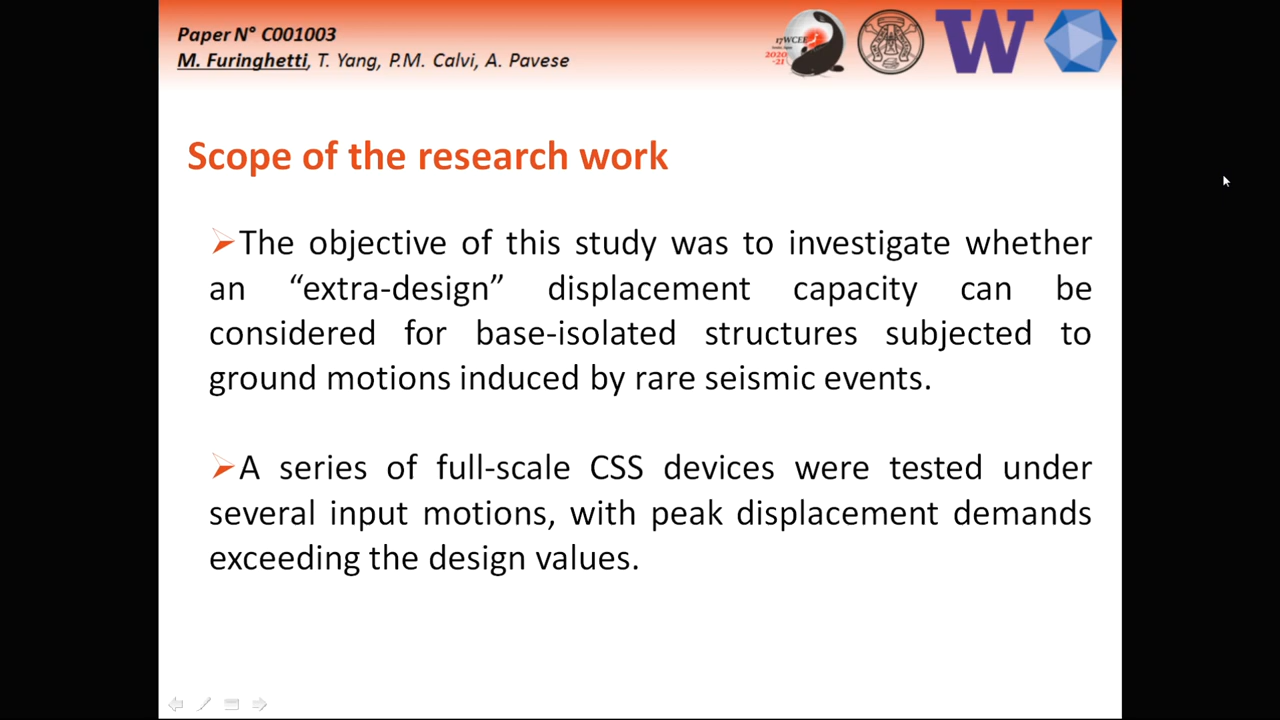 Paper N° C001003
M. Furinghetti, T. Yang, P.M. Calvi, A. Pavese
17WCEE
2020
-21
W
Scope of the research work
The objective of this study was to investigate whether
an “extra-design” displacement capacity can be
considered for base-isolated structures subjected to
ground motions induced by rare seismic events.
A series of full-scale CSS devices were tested under
several input motions, with peak displacement demands
exceeding the design values.